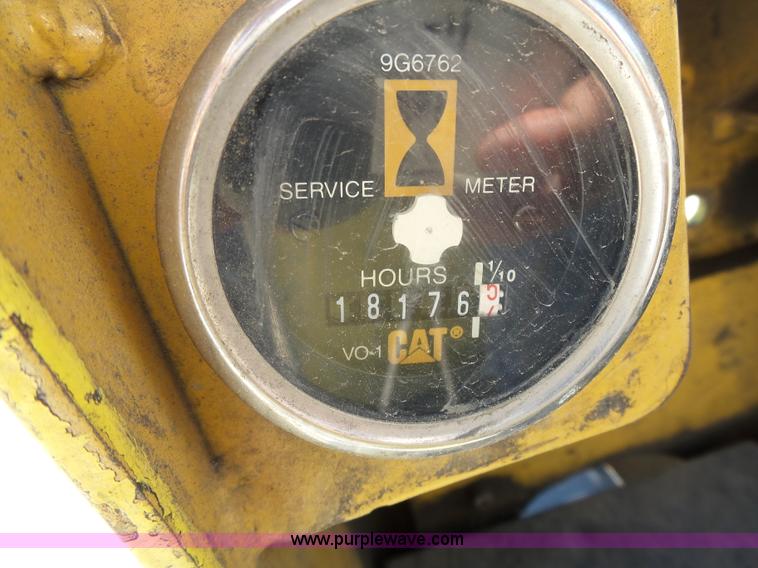 9G6762
SERVICE METER
HOURS 1/10
18176
VO-1 CAT®
www.purplewave.com